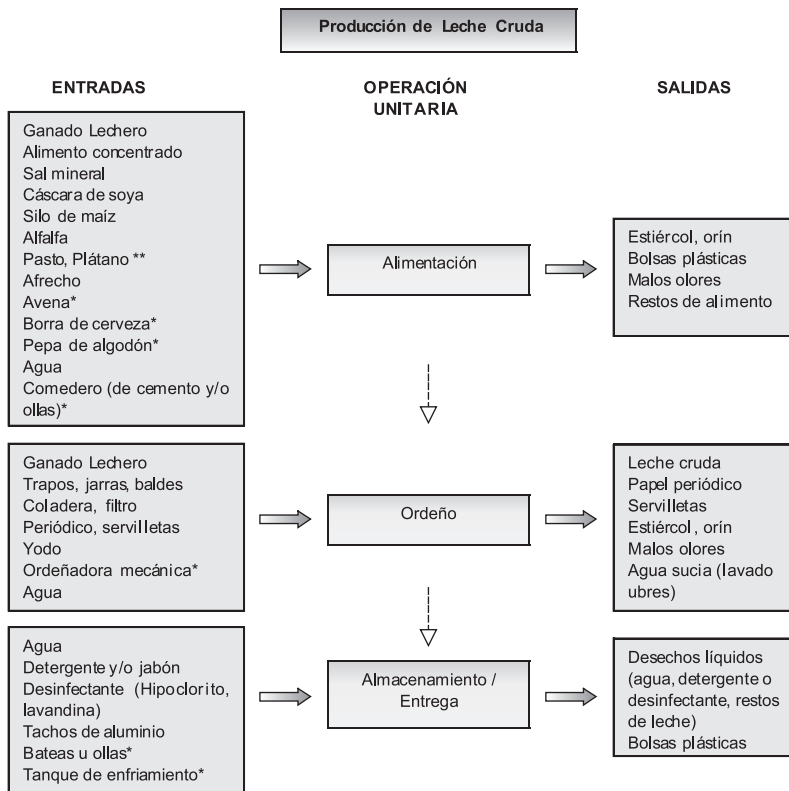 Producción de Leche Cruda
ENTRADAS
OPERACIÓN
UNITARIA
SALIDAS
Ganado Lechero
Alimento concentrado
Sal mineral
Cáscara de soya
Silo de maíz
Alfalfa
Pasto, Plátano **
Afrecho
Avena*
Borra de cerveza*
Pepa de algodón*
Agua
Comedero (de cemento y/o
ollas)*
Alimentación
Estiércol, orín
Bolsas plásticas
Malos olores
Restos de alimento
Ganado Lechero
Trapos, jarras, baldes
Coladera, filtro
Periódico, servilletas
Yodo
Ordeñadora mecánica*
Agua
Ordeño
Leche cruda
Papel periódico
Servilletas
Estiércol, orín
Malos olores
Agua sucia (lavado
ubres)
Agua
Detergente y/o jabón
Desinfectante (Hipoclorito,
lavandina)
Tachos de aluminio
Bateas u ollas*
Tanque de enfriamiento*
Almacenamiento /
Entrega
Desechos líquidos
(agua, detergente o
desinfectante, restos
de leche)
Bolsas plásticas